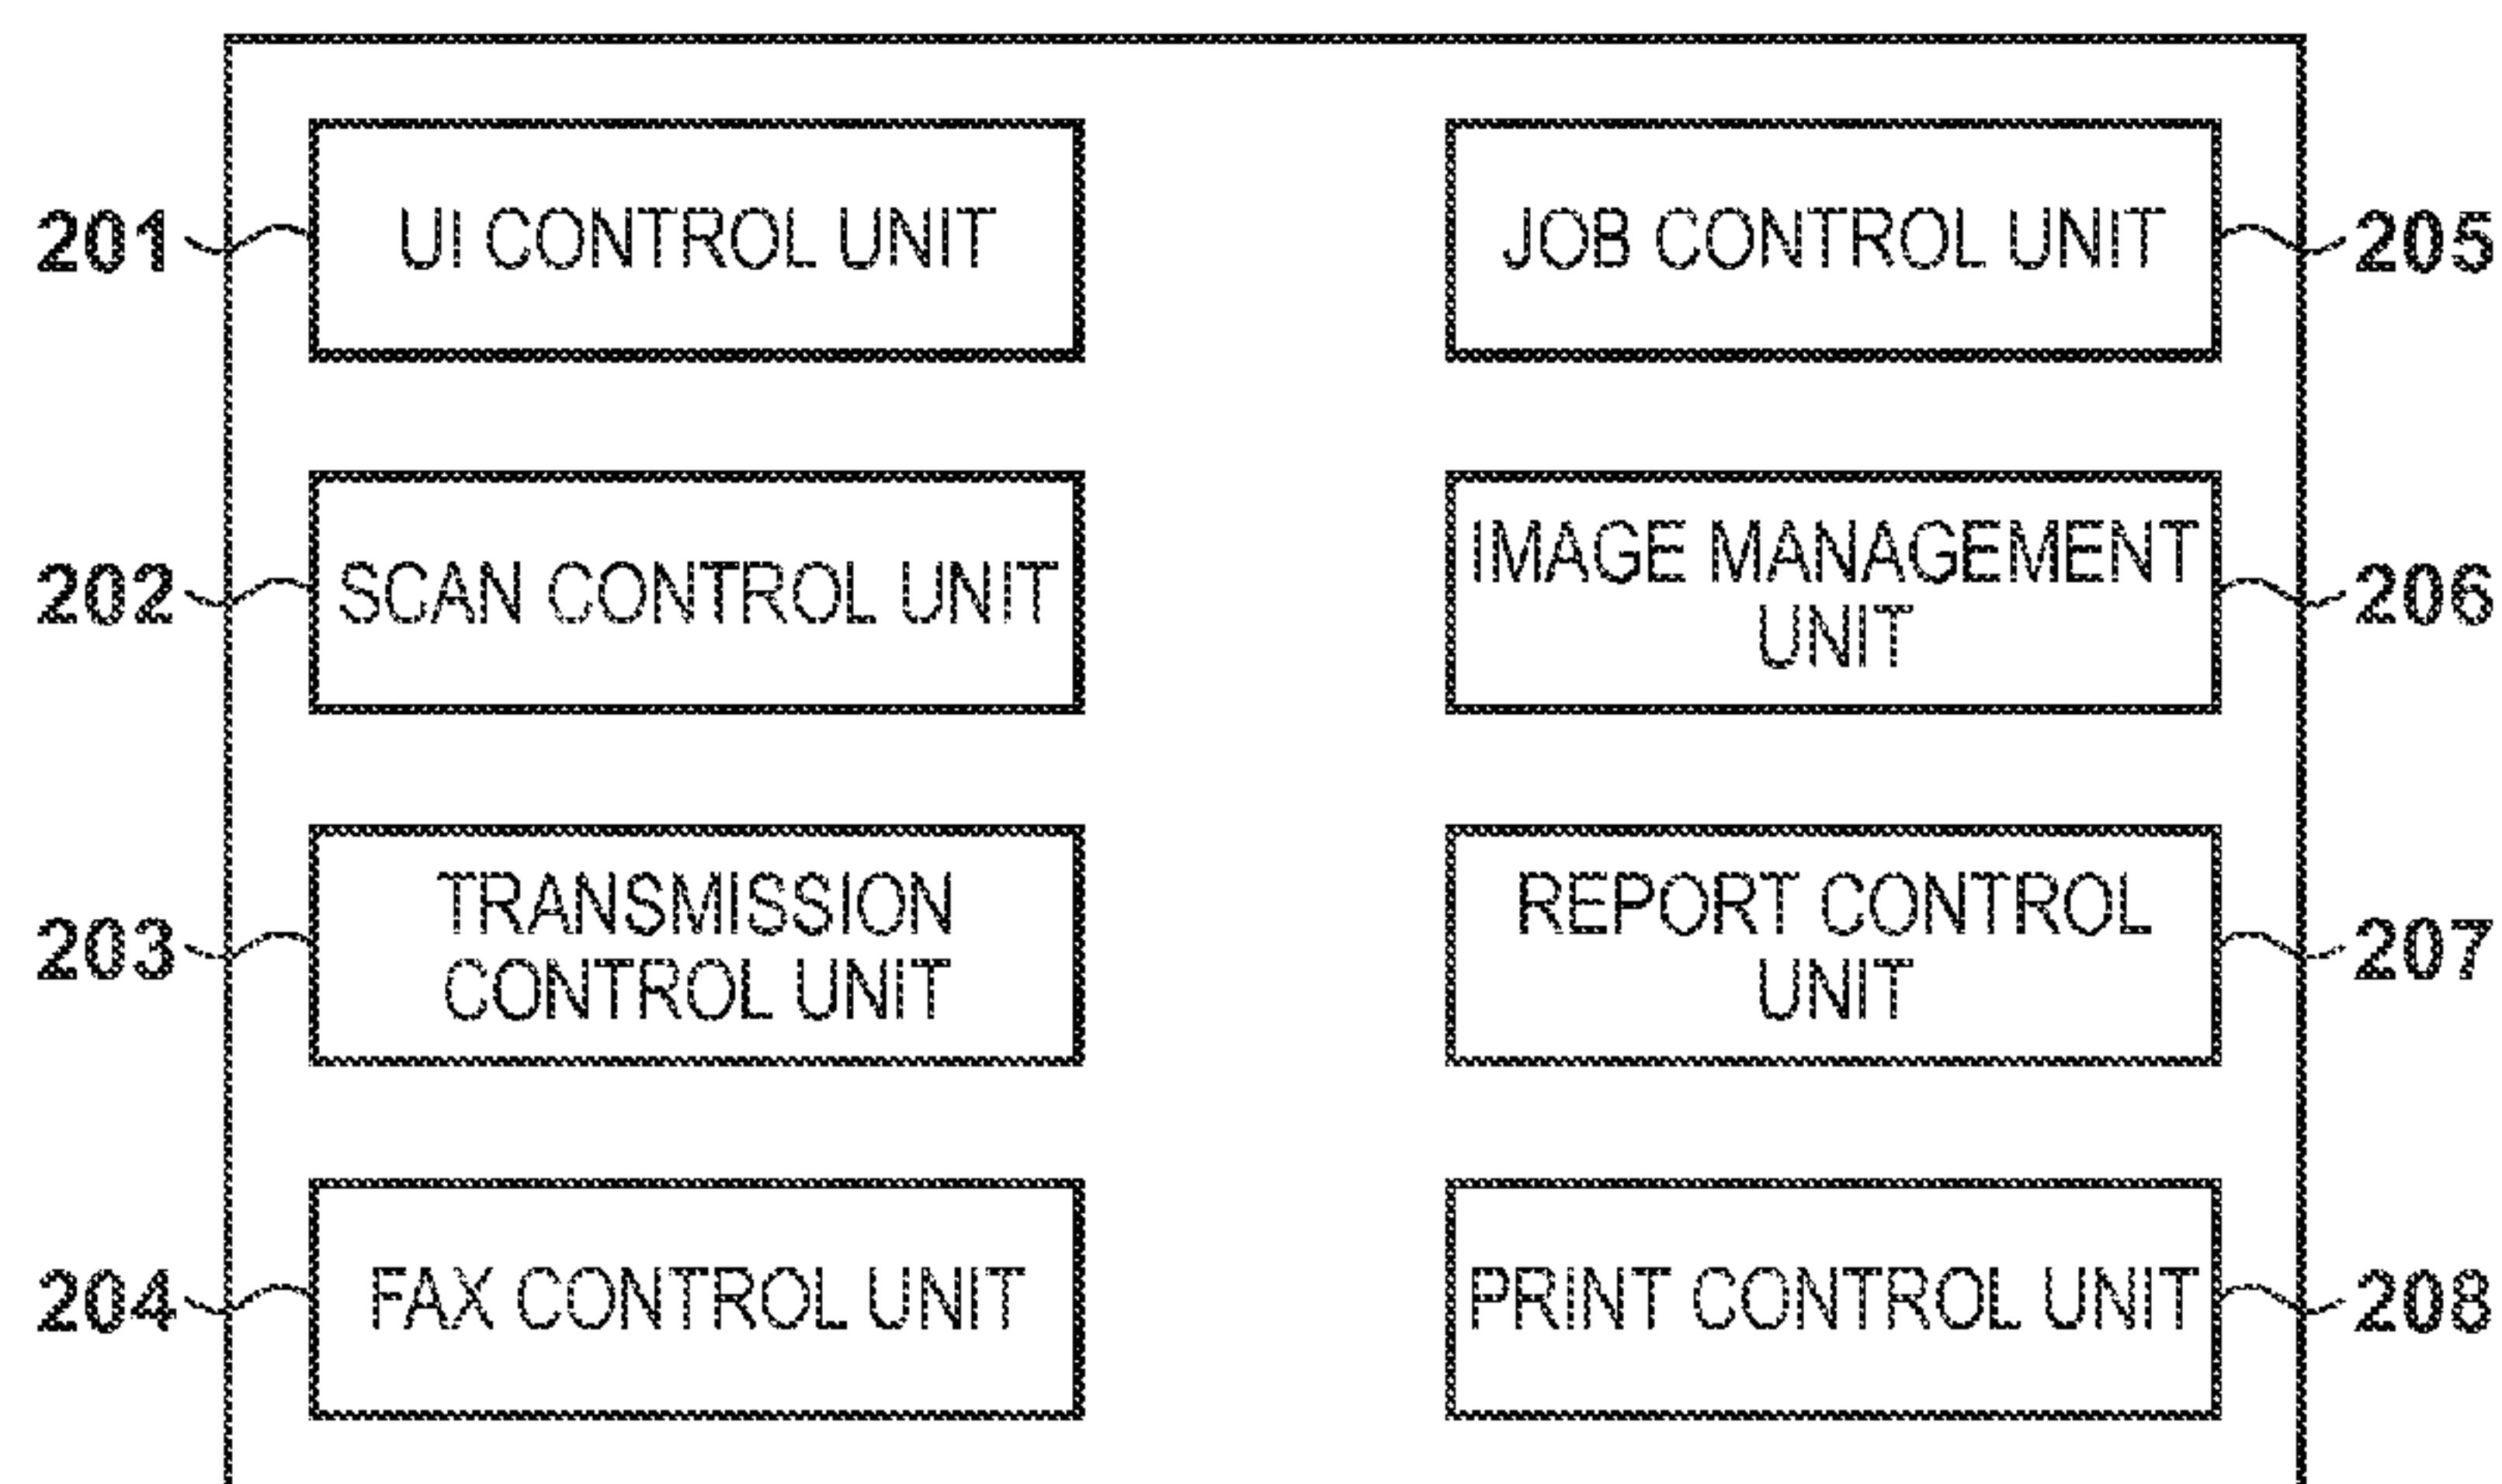 201
UI CONTROL UNIT
JOB CONTROL UNIT
205
202
SCAN CONTROL UNIT
IMAGE MANAGEMENT
UNIT
206
203
TRANSMISSION
CONTROL UNIT
REPORT CONTROL
UNIT
207
204
FAX CONTROL UNIT
PRINT CONTROL UNIT
208